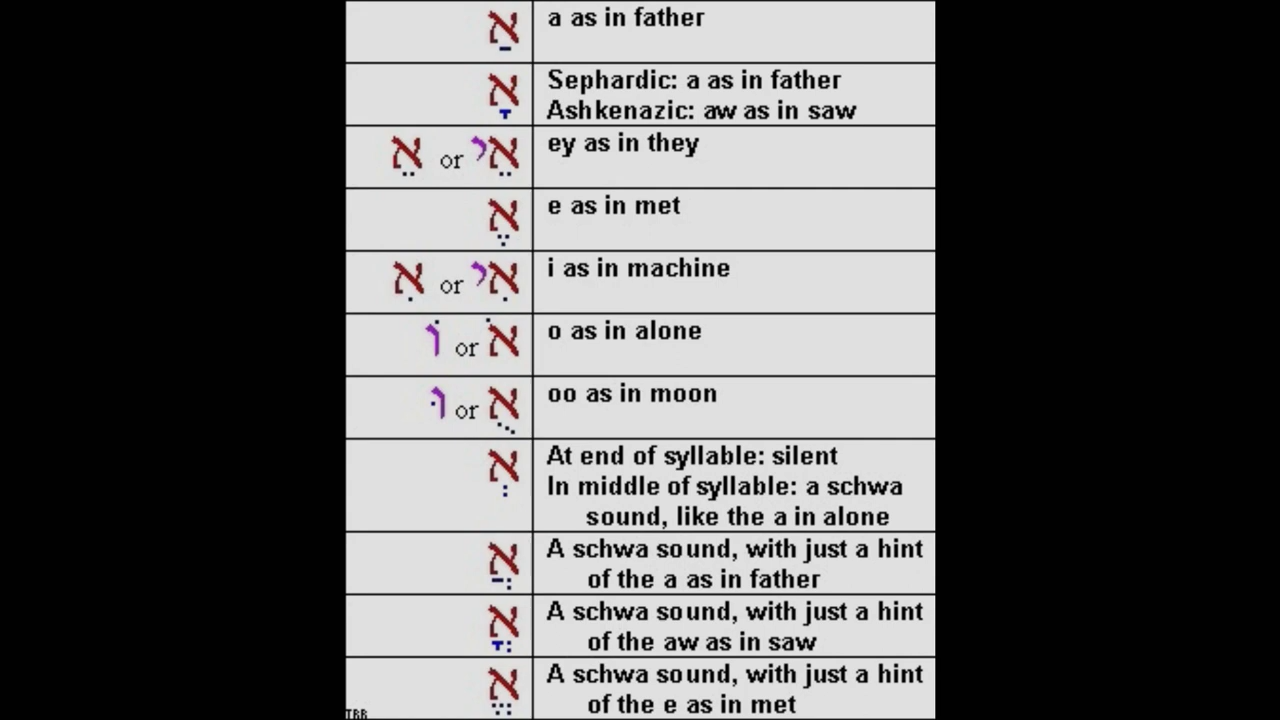 אַ a as in father
אָ Sephardic: a as in father
Ashkenazic: aw as in saw
אֵי or אֵ ey as in they
אֶ e as in met
אִי or אִ i as in machine
אֹ or וֹ o as in alone
אֻ or וּ oo as in moon
אְ At end of syllable: silent
In middle of syllable: a schwa
sound, like the a in alone
אֲ A schwa sound, with just a hint
of the a as in father
אֳ A schwa sound, with just a hint
of the aw as in saw
אֱ A schwa sound, with just a hint
of the e as in met